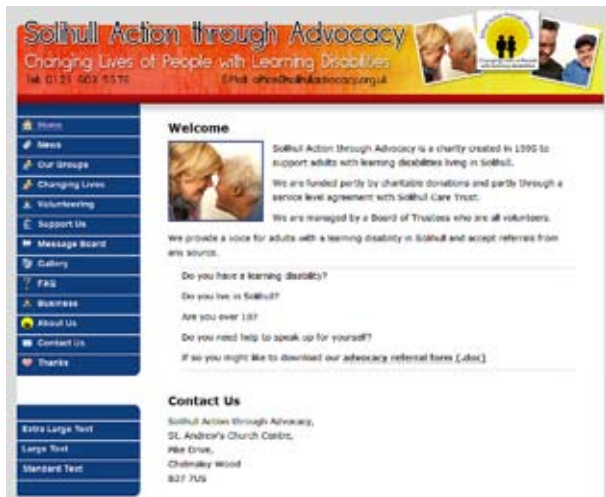 Solihull Action through Advocacy
Changing Lives of People with Learning Disabilities
Tel: 0121 603 5576 E-Mail: office@solihulladvocacy.org.uk
Home
News
Our Groups
Changing Lives
Volunteering
Support Us
Message Board
Gallery
FAQ
Business
About Us
Contact Us
Thanks
Extra Large Text
Large Text
Standard Text
Welcome
Solihull Action through Advocacy is a charity created in 1995 to
support adults with learning disabilities living in Solihull.
We are funded partly by charitable donations and partly through a
service level agreement with Solihull Care Trust.
We are managed by a Board of Trustees who are all volunteers.
We provide a voice for adults with a learning disability in Solihull and accept referrals from
any source.
Do you have a learning disability?
Do you live in Solihull?
Are you over 18?
Do you need help to speak up for yourself?
If so you might like to download our advocacy referral form (.doc)
Contact Us
Solihull Action through Advocacy,
St. Andrew's Church Centre,
Pike Drive,
Chelmsley Wood
B37 7US